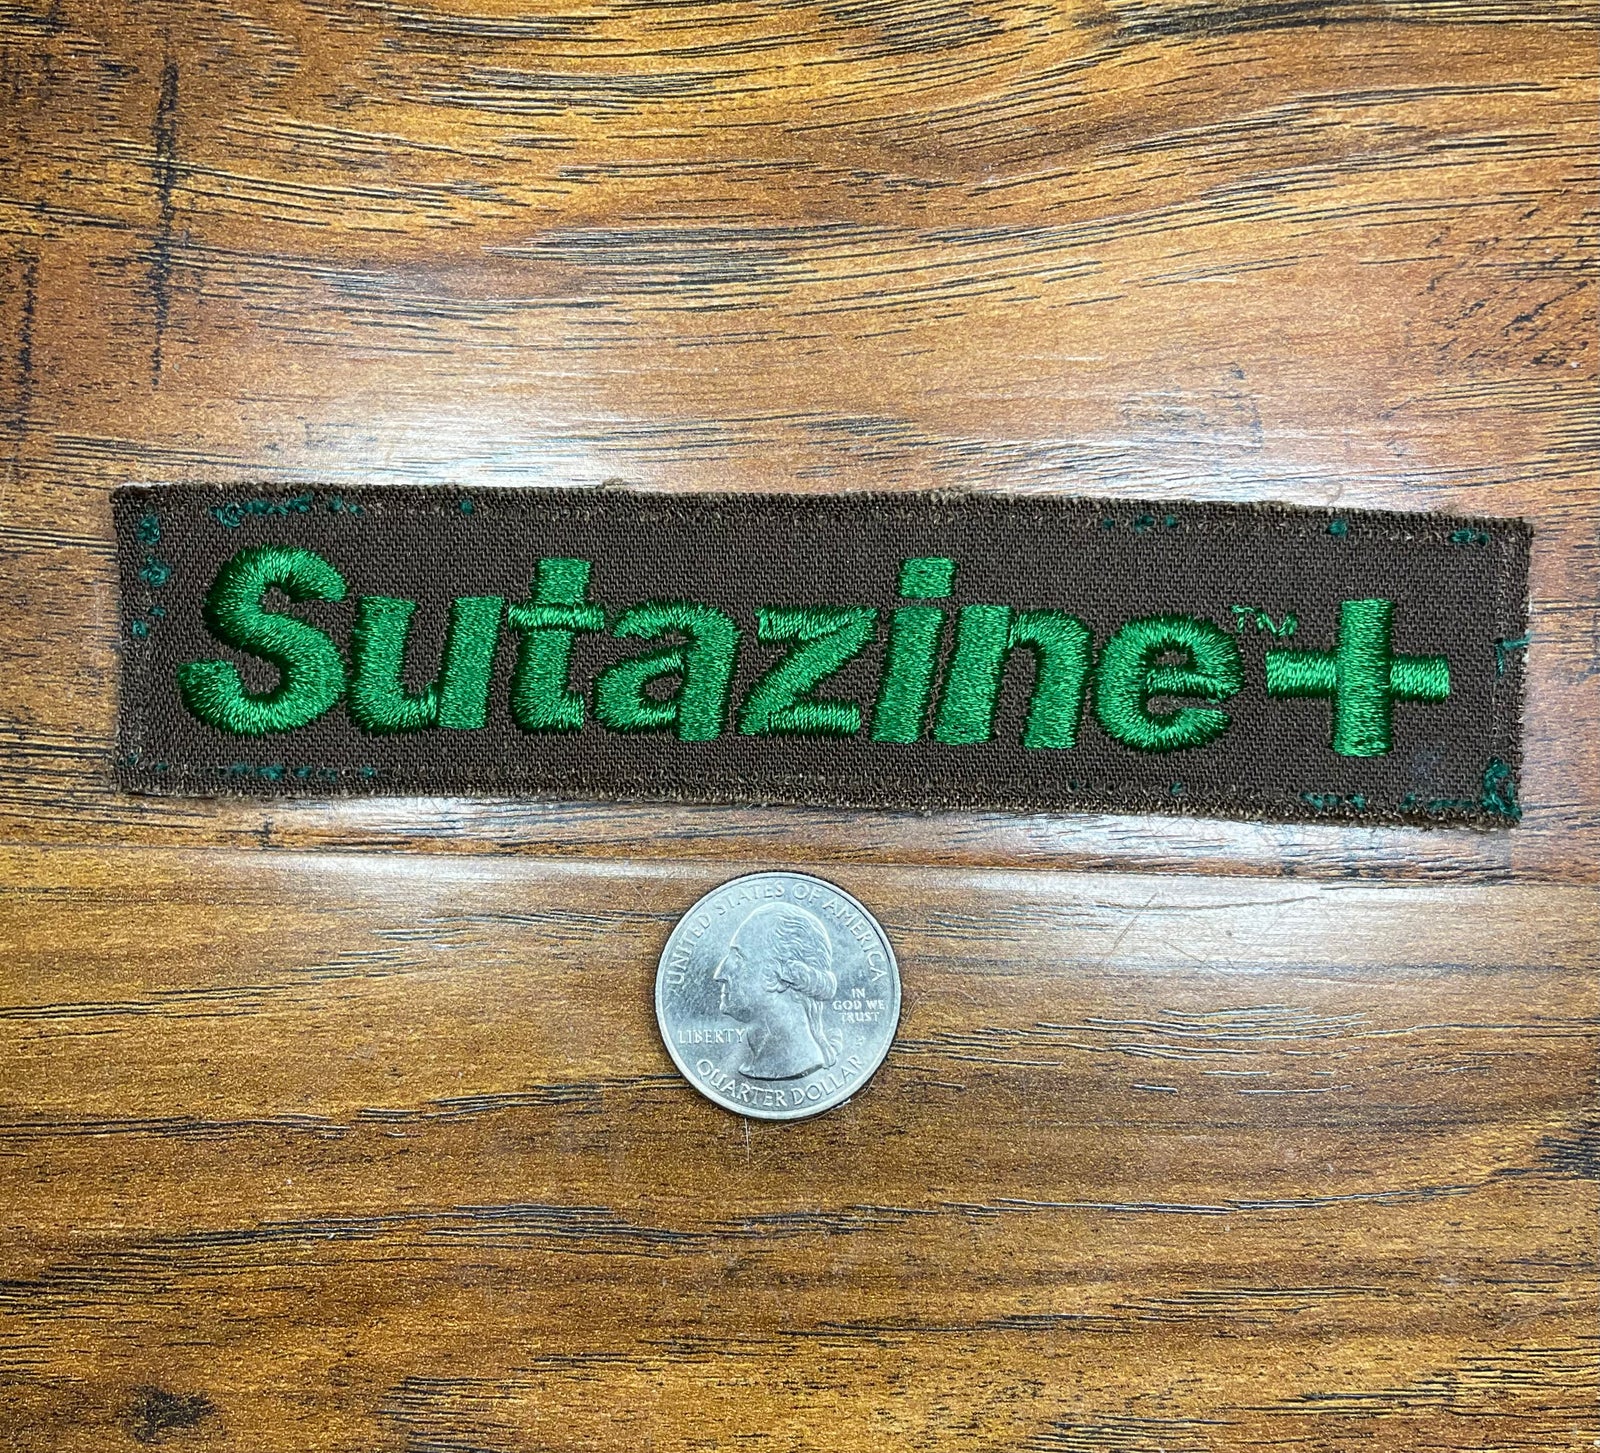 Sutazine™+
UNITED STATES OF AMERICA
IN
GOD WE
TRUST
LIBERTY
QUARTER DOLLAR